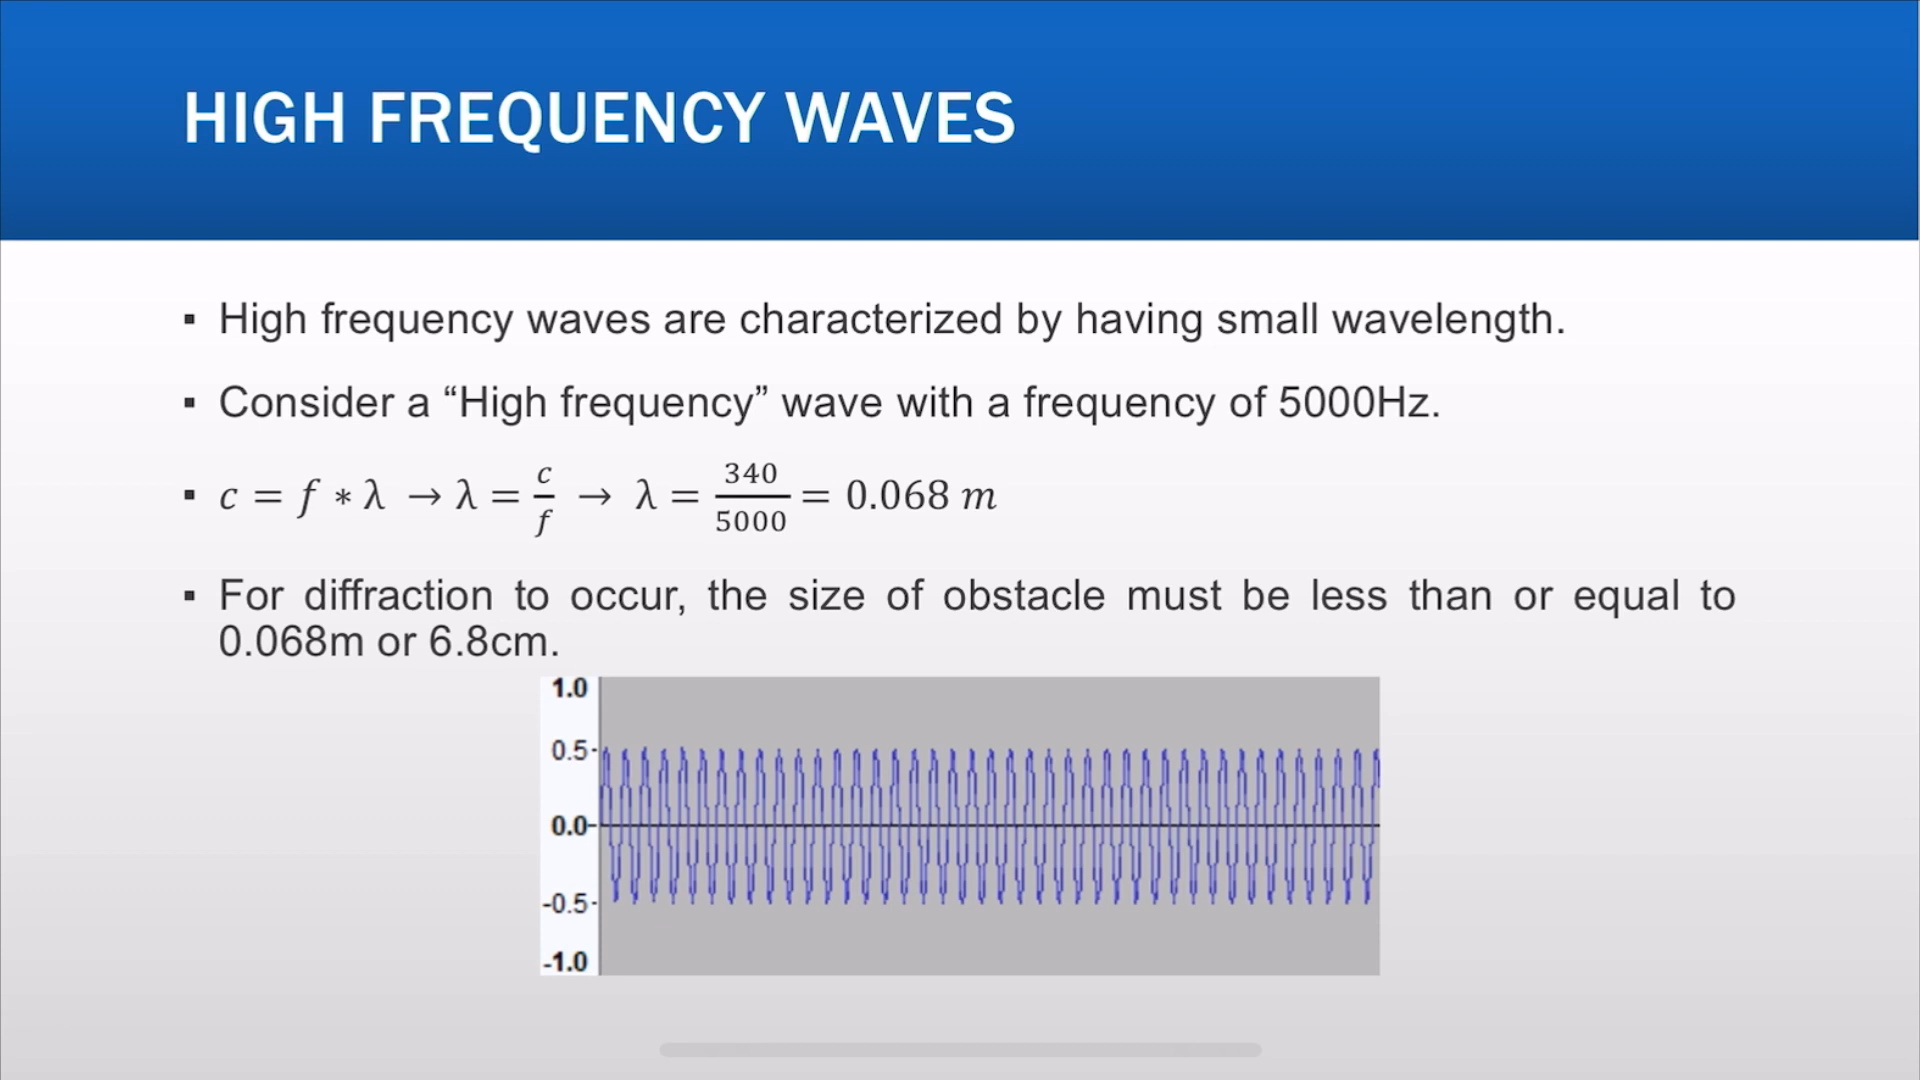 HIGH FREQUENCY WAVES
▪ High frequency waves are characterized by having small wavelength.
▪ Consider a “High frequency” wave with a frequency of 5000Hz.
▪ c = f ∗ λ → λ = c/f → λ = 340/5000 = 0.068 m
▪ For diffraction to occur, the size of obstacle must be less than or equal to
0.068m or 6.8cm.
1.0
0.5
0.0
-0.5
-1.0